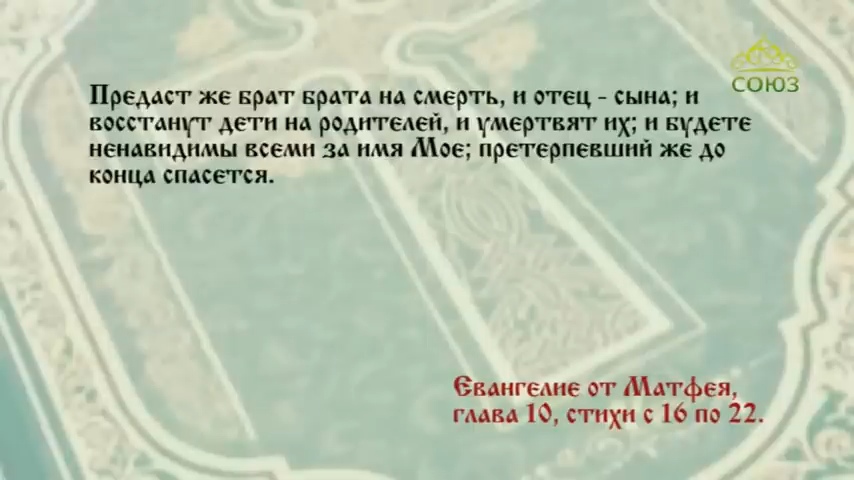 СОЮЗ
Предаст же брат брата на смерть, и отец - сына; и
восстанут дети на родителей, и умертвят их; и будете
ненавидимы всеми за имя Мое; претерпевший же до
конца спасется.
Евангелие от Матфея,
глава 10, стихи с 16 по 22.